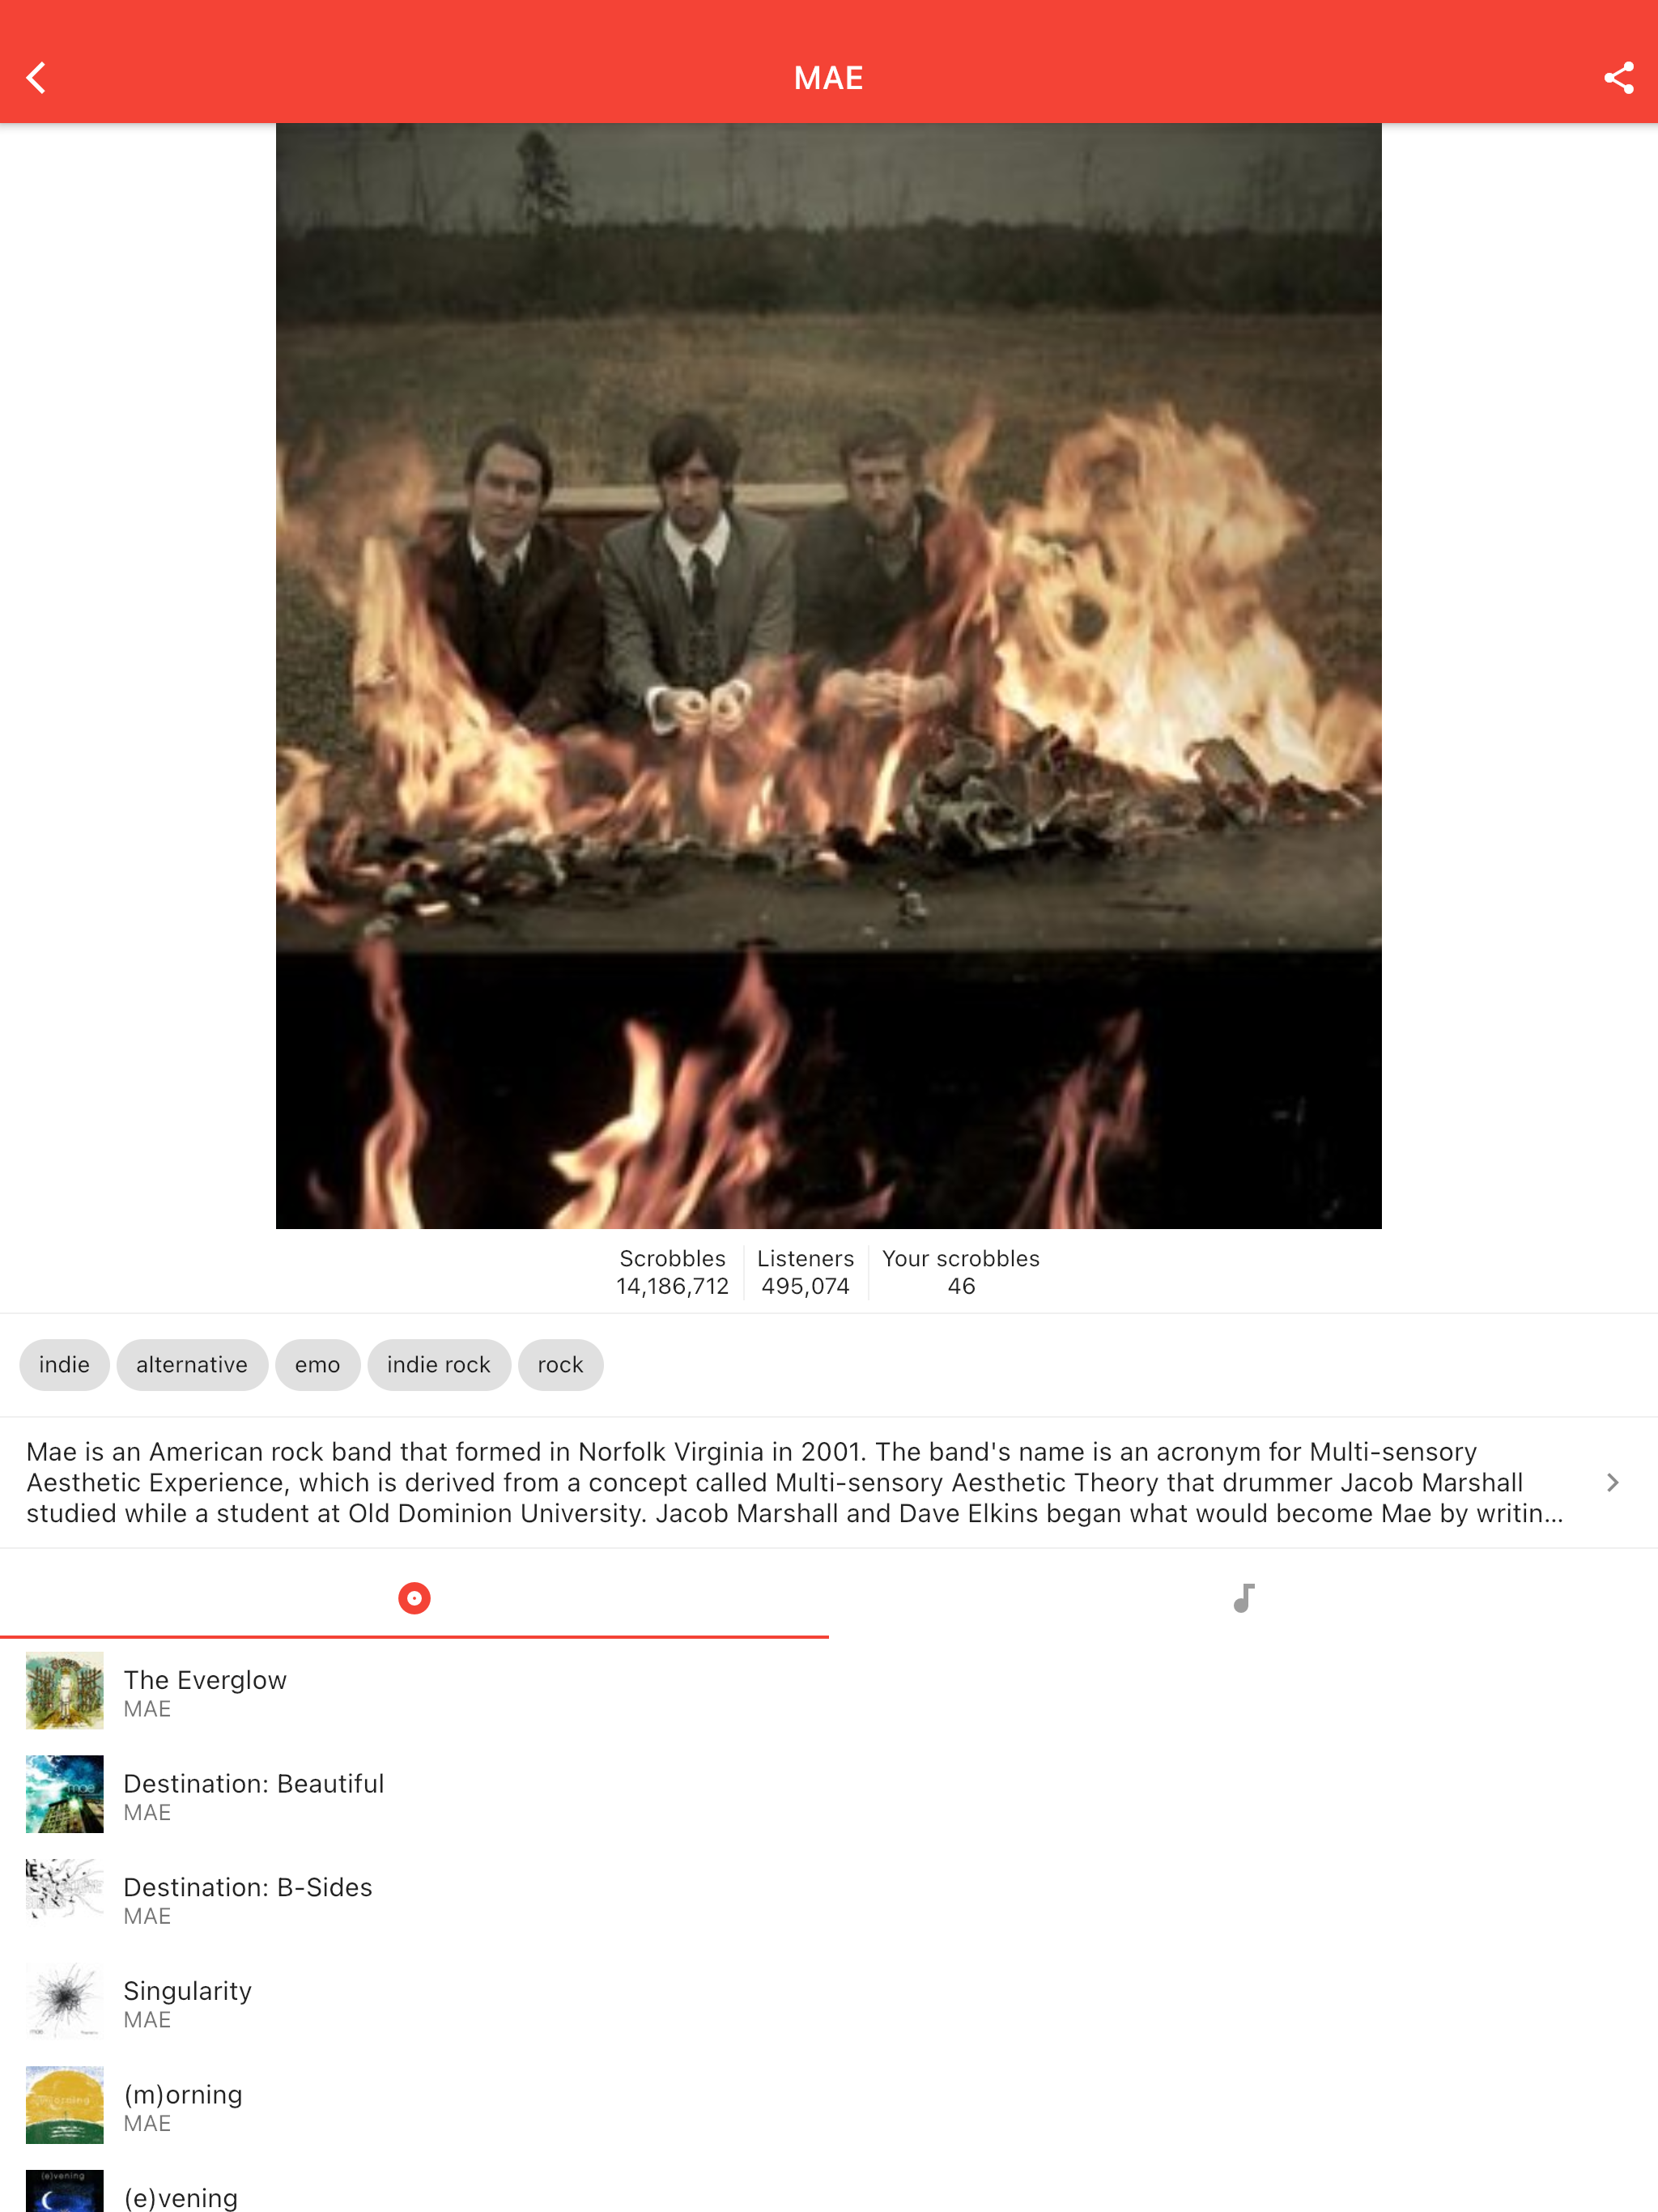 MAE
Scrobbles
14,186,712
Listeners
495,074
Your scrobbles
46
indie
alternative
emo
indie rock
rock
Mae is an American rock band that formed in Norfolk Virginia in 2001. The band's name is an acronym for Multi-sensory
Aesthetic Experience, which is derived from a concept called Multi-sensory Aesthetic Theory that drummer Jacob Marshall
studied while a student at Old Dominion University. Jacob Marshall and Dave Elkins began what would become Mae by writin...
The Everglow
MAE
mae
Destination: Beautiful
MAE
Destination: B-Sides
MAE
mae
Singularity
MAE
orning
(m)orning
MAE
(e)vening
(e)vening